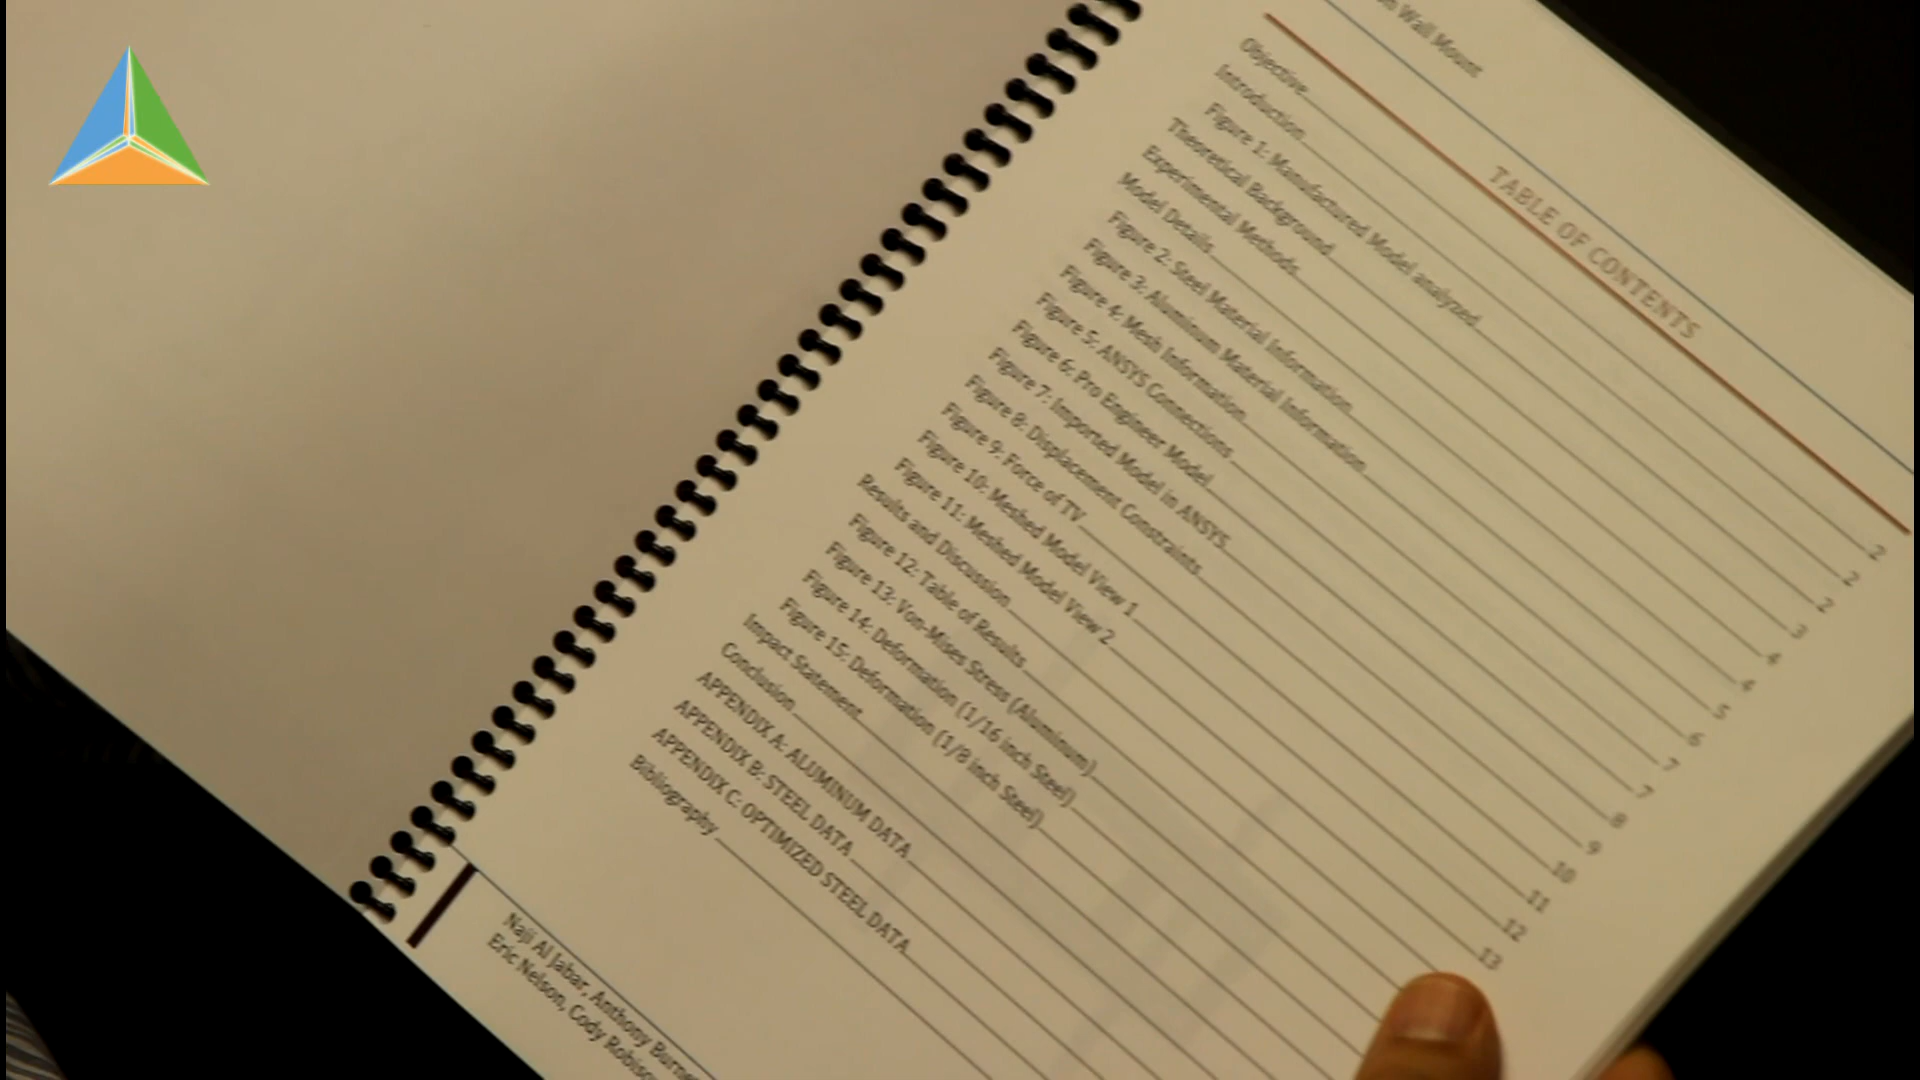 Wall Mount
TABLE OF CONTENTS
Objective 2
Introduction 2
Figure 1: Manufactured Model analyzed 2
Theoretical Background 3
Experimental Methods 4
Model Details 4
Figure 2: Steel Material Information 5
Figure 3: Aluminum Material Information 6
Figure 4: Mesh Information 7
Figure 5: ANSYS Connections 7
Figure 6: Pro Engineer Model 8
Figure 7: Imported Model in ANSYS 9
Figure 8: Displacement Constraints 10
Figure 9: Force of TV 11
Figure 10: Meshed Model View 1 12
Figure 11: Meshed Model View 2 13
Results and Discussion
Figure 12: Table of Results
Figure 13: Von-Mises Stress (Aluminum)
Figure 14: Deformation (1/16 inch Steel)
Figure 15: Deformation (1/8 inch Steel)
Impact Statement
Conclusion
APPENDIX A: ALUMINUM DATA
APPENDIX B: STEEL DATA
APPENDIX C: OPTIMIZED STEEL DATA
Bibliography
Naji Al Jabar, Anthony
Eric Nelson, Cody